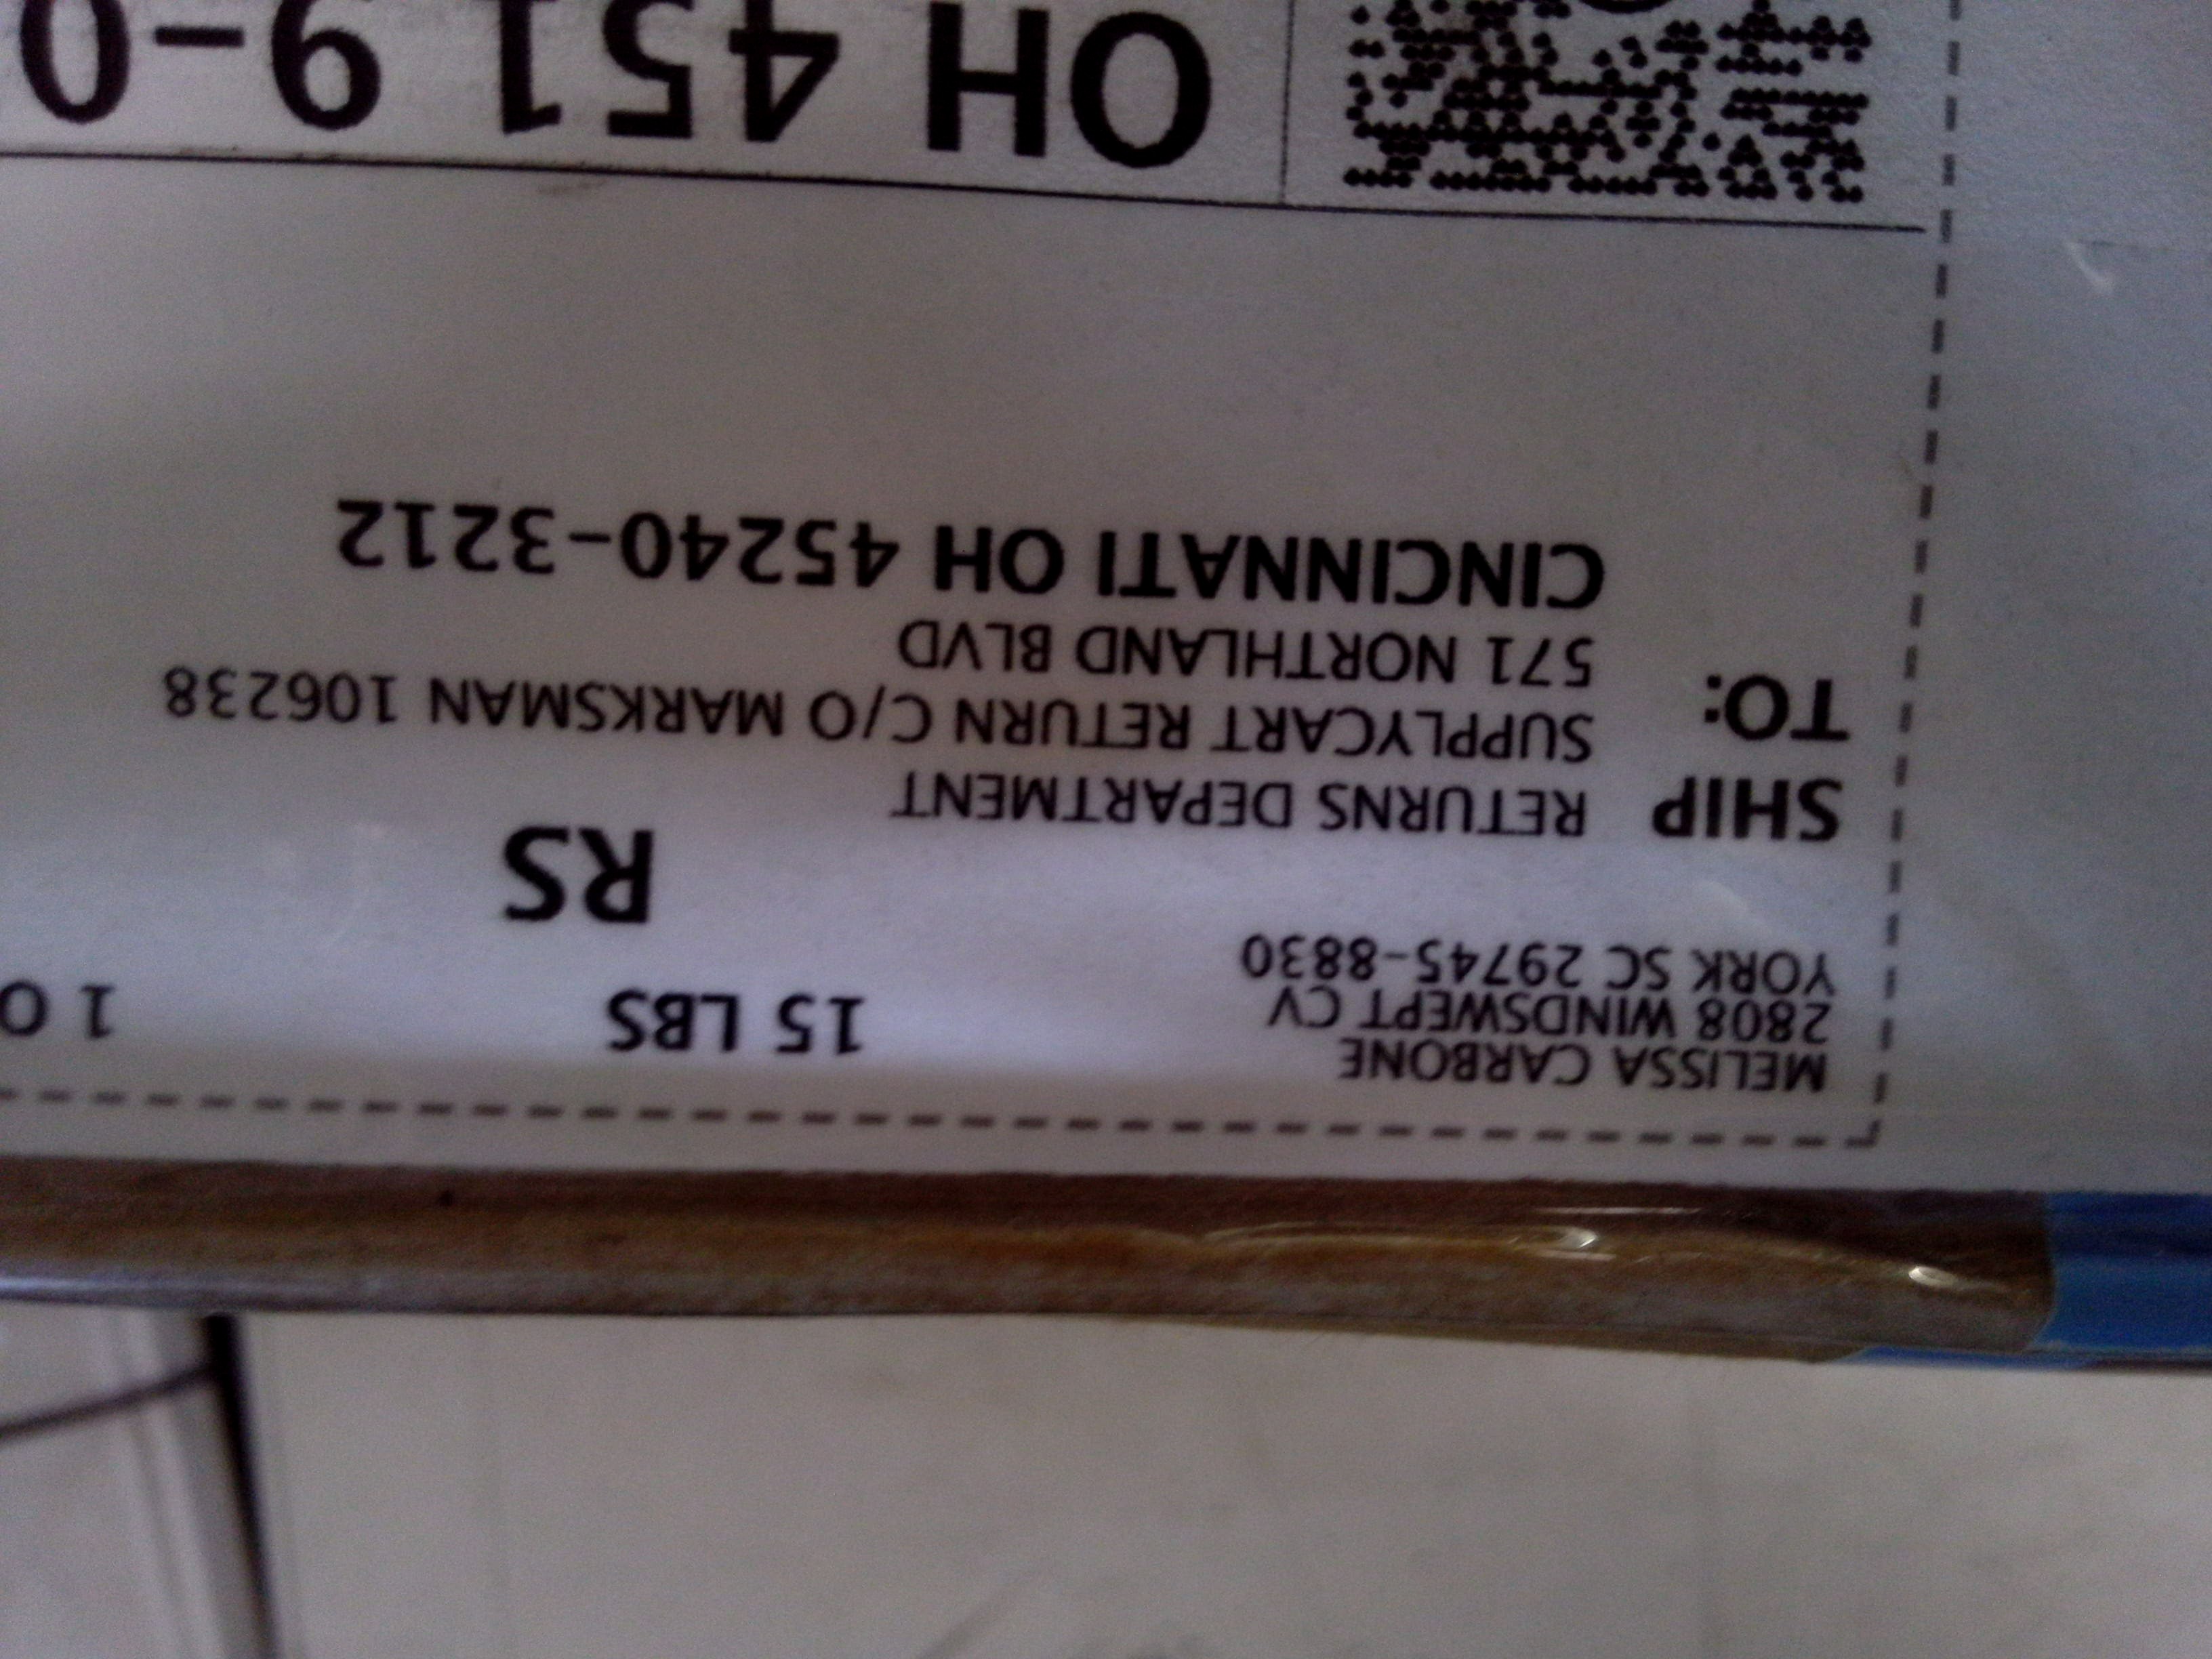 MELISSA CARBONE
2808 WINDSWEPT CV
YORK SC 29745-8830
15 LBS
1 O
RS
SHIP
TO:
RETURNS DEPARTMENT
SUPPLYCART RETURN C/O MARKSMAN 106238
571 NORTHLAND BLVD
CINCINNATI OH 45240-3212
OH 451 9-0